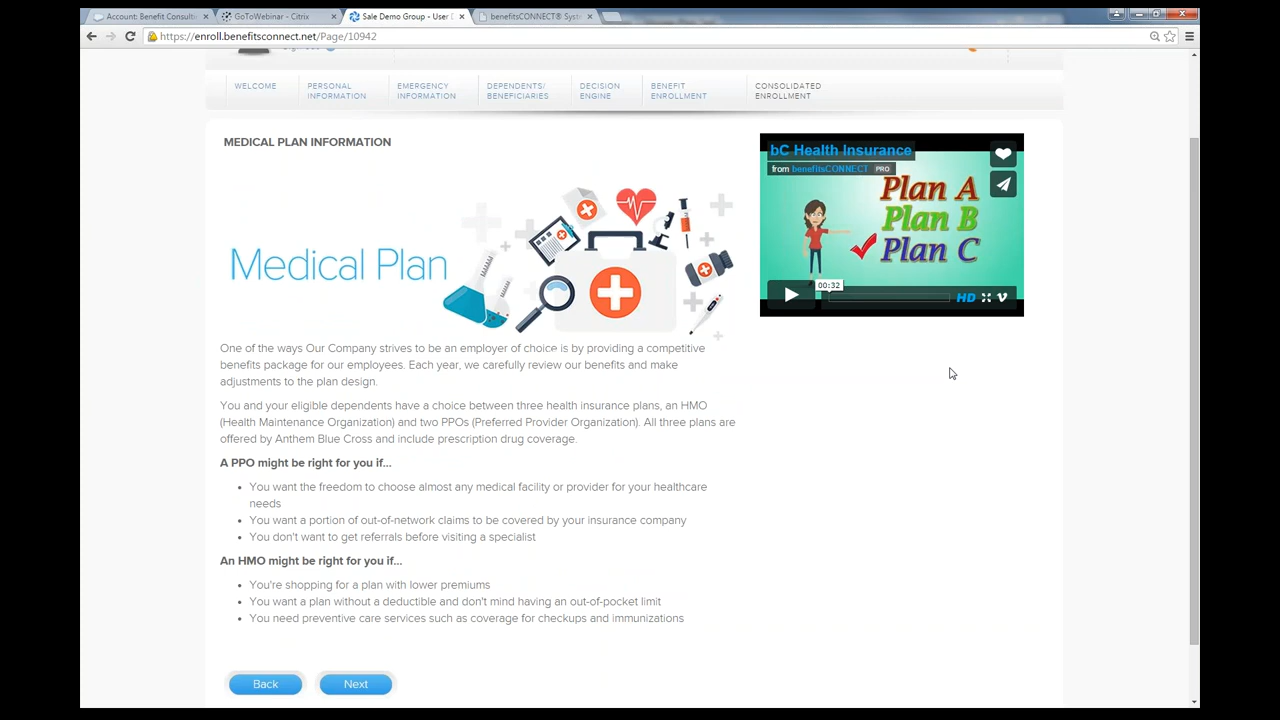 Account: Benefit Consulti
GoToWebinar - Citrix
Sale Demo Group - User D
benefitsCONNECT® Syst
https://enroll.benefitsconnect.net/Page/10942
WELCOME
PERSONAL
INFORMATION
EMERGENCY
INFORMATION
DEPENDENTS/
BENEFICIARIES
DECISION
ENGINE
BENEFIT
ENROLLMENT
CONSOLIDATED
ENROLLMENT
MEDICAL PLAN INFORMATION
Medical Plan
bC Health Insurance
from benefitsCONNECT PRO
Plan A
Plan B
Plan C
00:32
HD
One of the ways Our Company strives to be an employer of choice is by providing a competitive
benefits package for our employees. Each year, we carefully review our benefits and make
adjustments to the plan design.
You and your eligible dependents have a choice between three health insurance plans, an HMO
(Health Maintenance Organization) and two PPOs (Preferred Provider Organization). All three plans are
offered by Anthem Blue Cross and include prescription drug coverage.
A PPO might be right for you if...
• You want the freedom to choose almost any medical facility or provider for your healthcare
needs
• You want a portion of out-of-network claims to be covered by your insurance company
• You don't want to get referrals before visiting a specialist
An HMO might be right for you if...
• You're shopping for a plan with lower premiums
• You want a plan without a deductible and don't mind having an out-of-pocket limit
• You need preventive care services such as coverage for checkups and immunizations
Back
Next